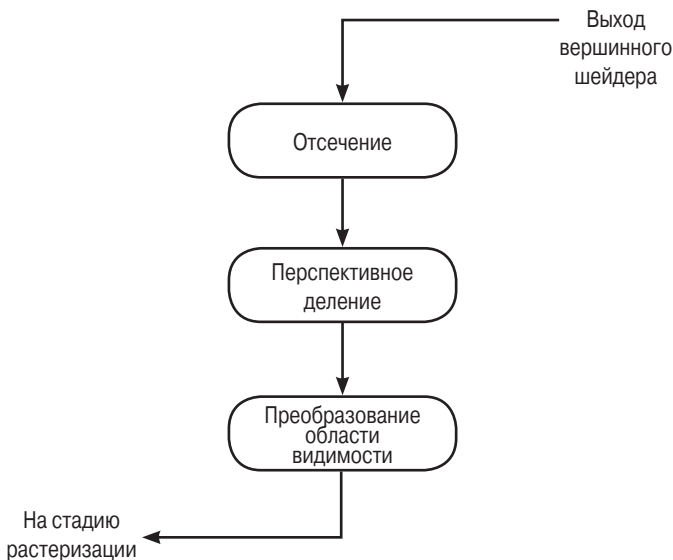 Выход
вершинного
шейдера
Отсечение
Перспективное
деление
Преобразование
области
видимости
На стадию
растеризации